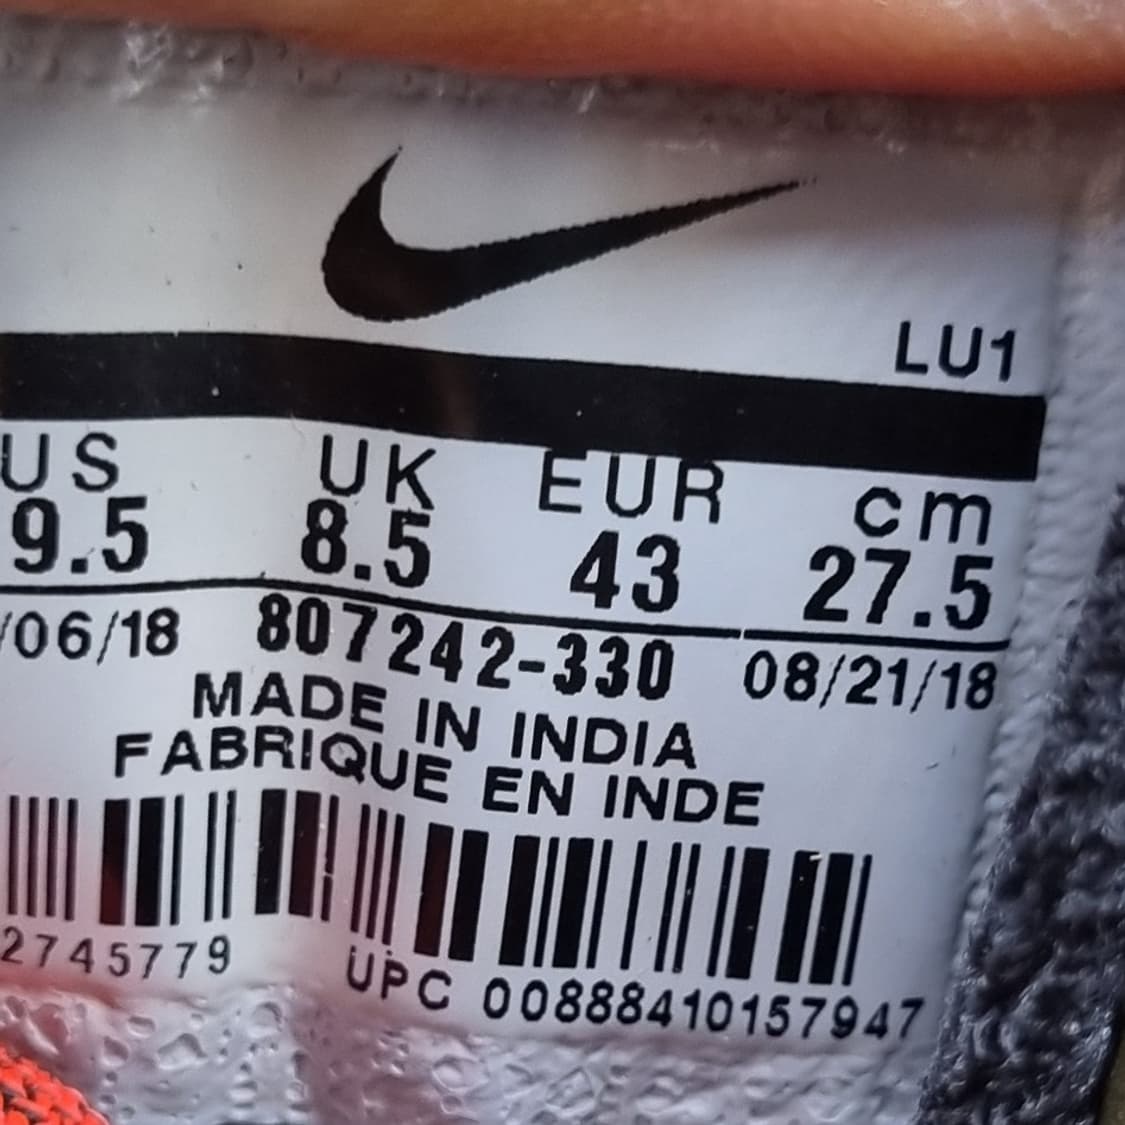 LU1
US UK EUR cm
9.5 8.5 43 27.5
/06/18 807242-330 08/21/18
MADE IN INDIA
FABRIQUE EN INDE
2745779 UPC 00888410157947